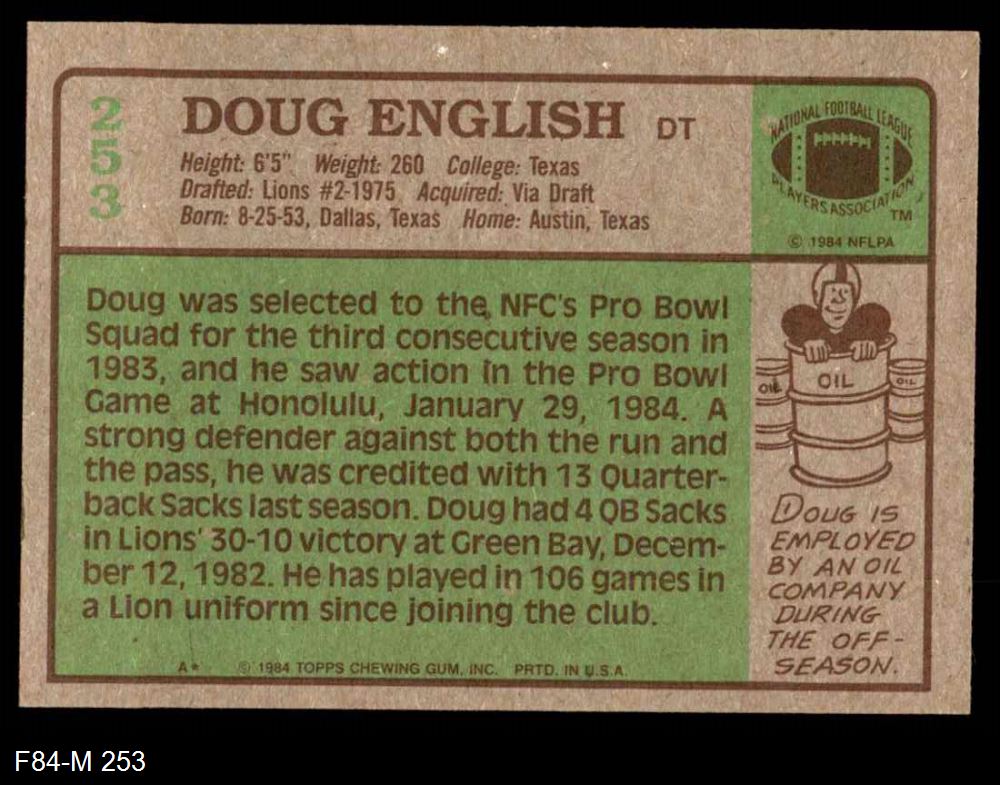 253
DOUG ENGLISH DT
Height: 6'5" Weight: 260 College: Texas
Drafted: Lions #2-1975 Acquired: Via Draft
Born: 8-25-53, Dallas, Texas Home: Austin, Texas
NATIONAL FOOTBALL LEAGUE
PLAYERS ASSOCIATION
TM
© 1984 NFLPA
Doug was selected to the NFC's Pro Bowl
Squad for the third consecutive season in
1983, and he saw action in the Pro Bowl
Game at Honolulu, January 29, 1984. A
strong defender against both the run and
the pass, he was credited with 13 Quarter-
back Sacks last season. Doug had 4 QB Sacks
in Lions' 30-10 victory at Green Bay, Decem-
ber 12, 1982. He has played in 106 games in
a Lion uniform since joining the club.
A* © 1984 TOPPS CHEWING GUM, INC. PRTD. IN U.S.A.
OIL OIL OIL
DOUG IS
EMPLOYED
BY AN OIL
COMPANY
DURING
THE OFF-
SEASON.
F84-M 253